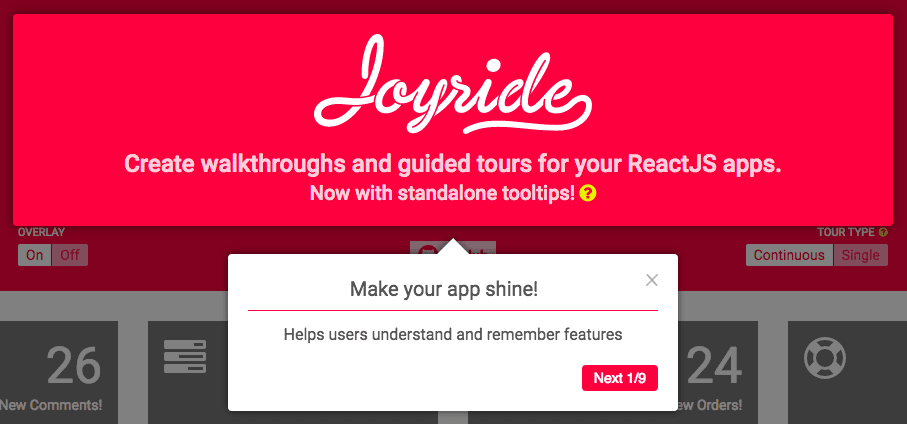 Joyride
Create walkthroughs and guided tours for your ReactJS apps.
Now with standalone tooltips! ?
OVERLAY
TOUR TYPE ?
On Off
Continuous Single
Make your app shine!
Helps users understand and remember features
Next 1/9
26
New Comments!
24